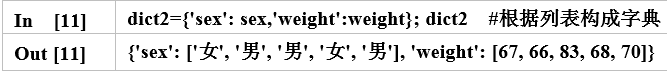 In [11] dict2={'sex': sex,'weight':weight}; dict2 #根据列表构成字典
Out [11] {'sex': ['女', '男', '男', '女', '男'], 'weight': [67, 66, 83, 68, 70]}